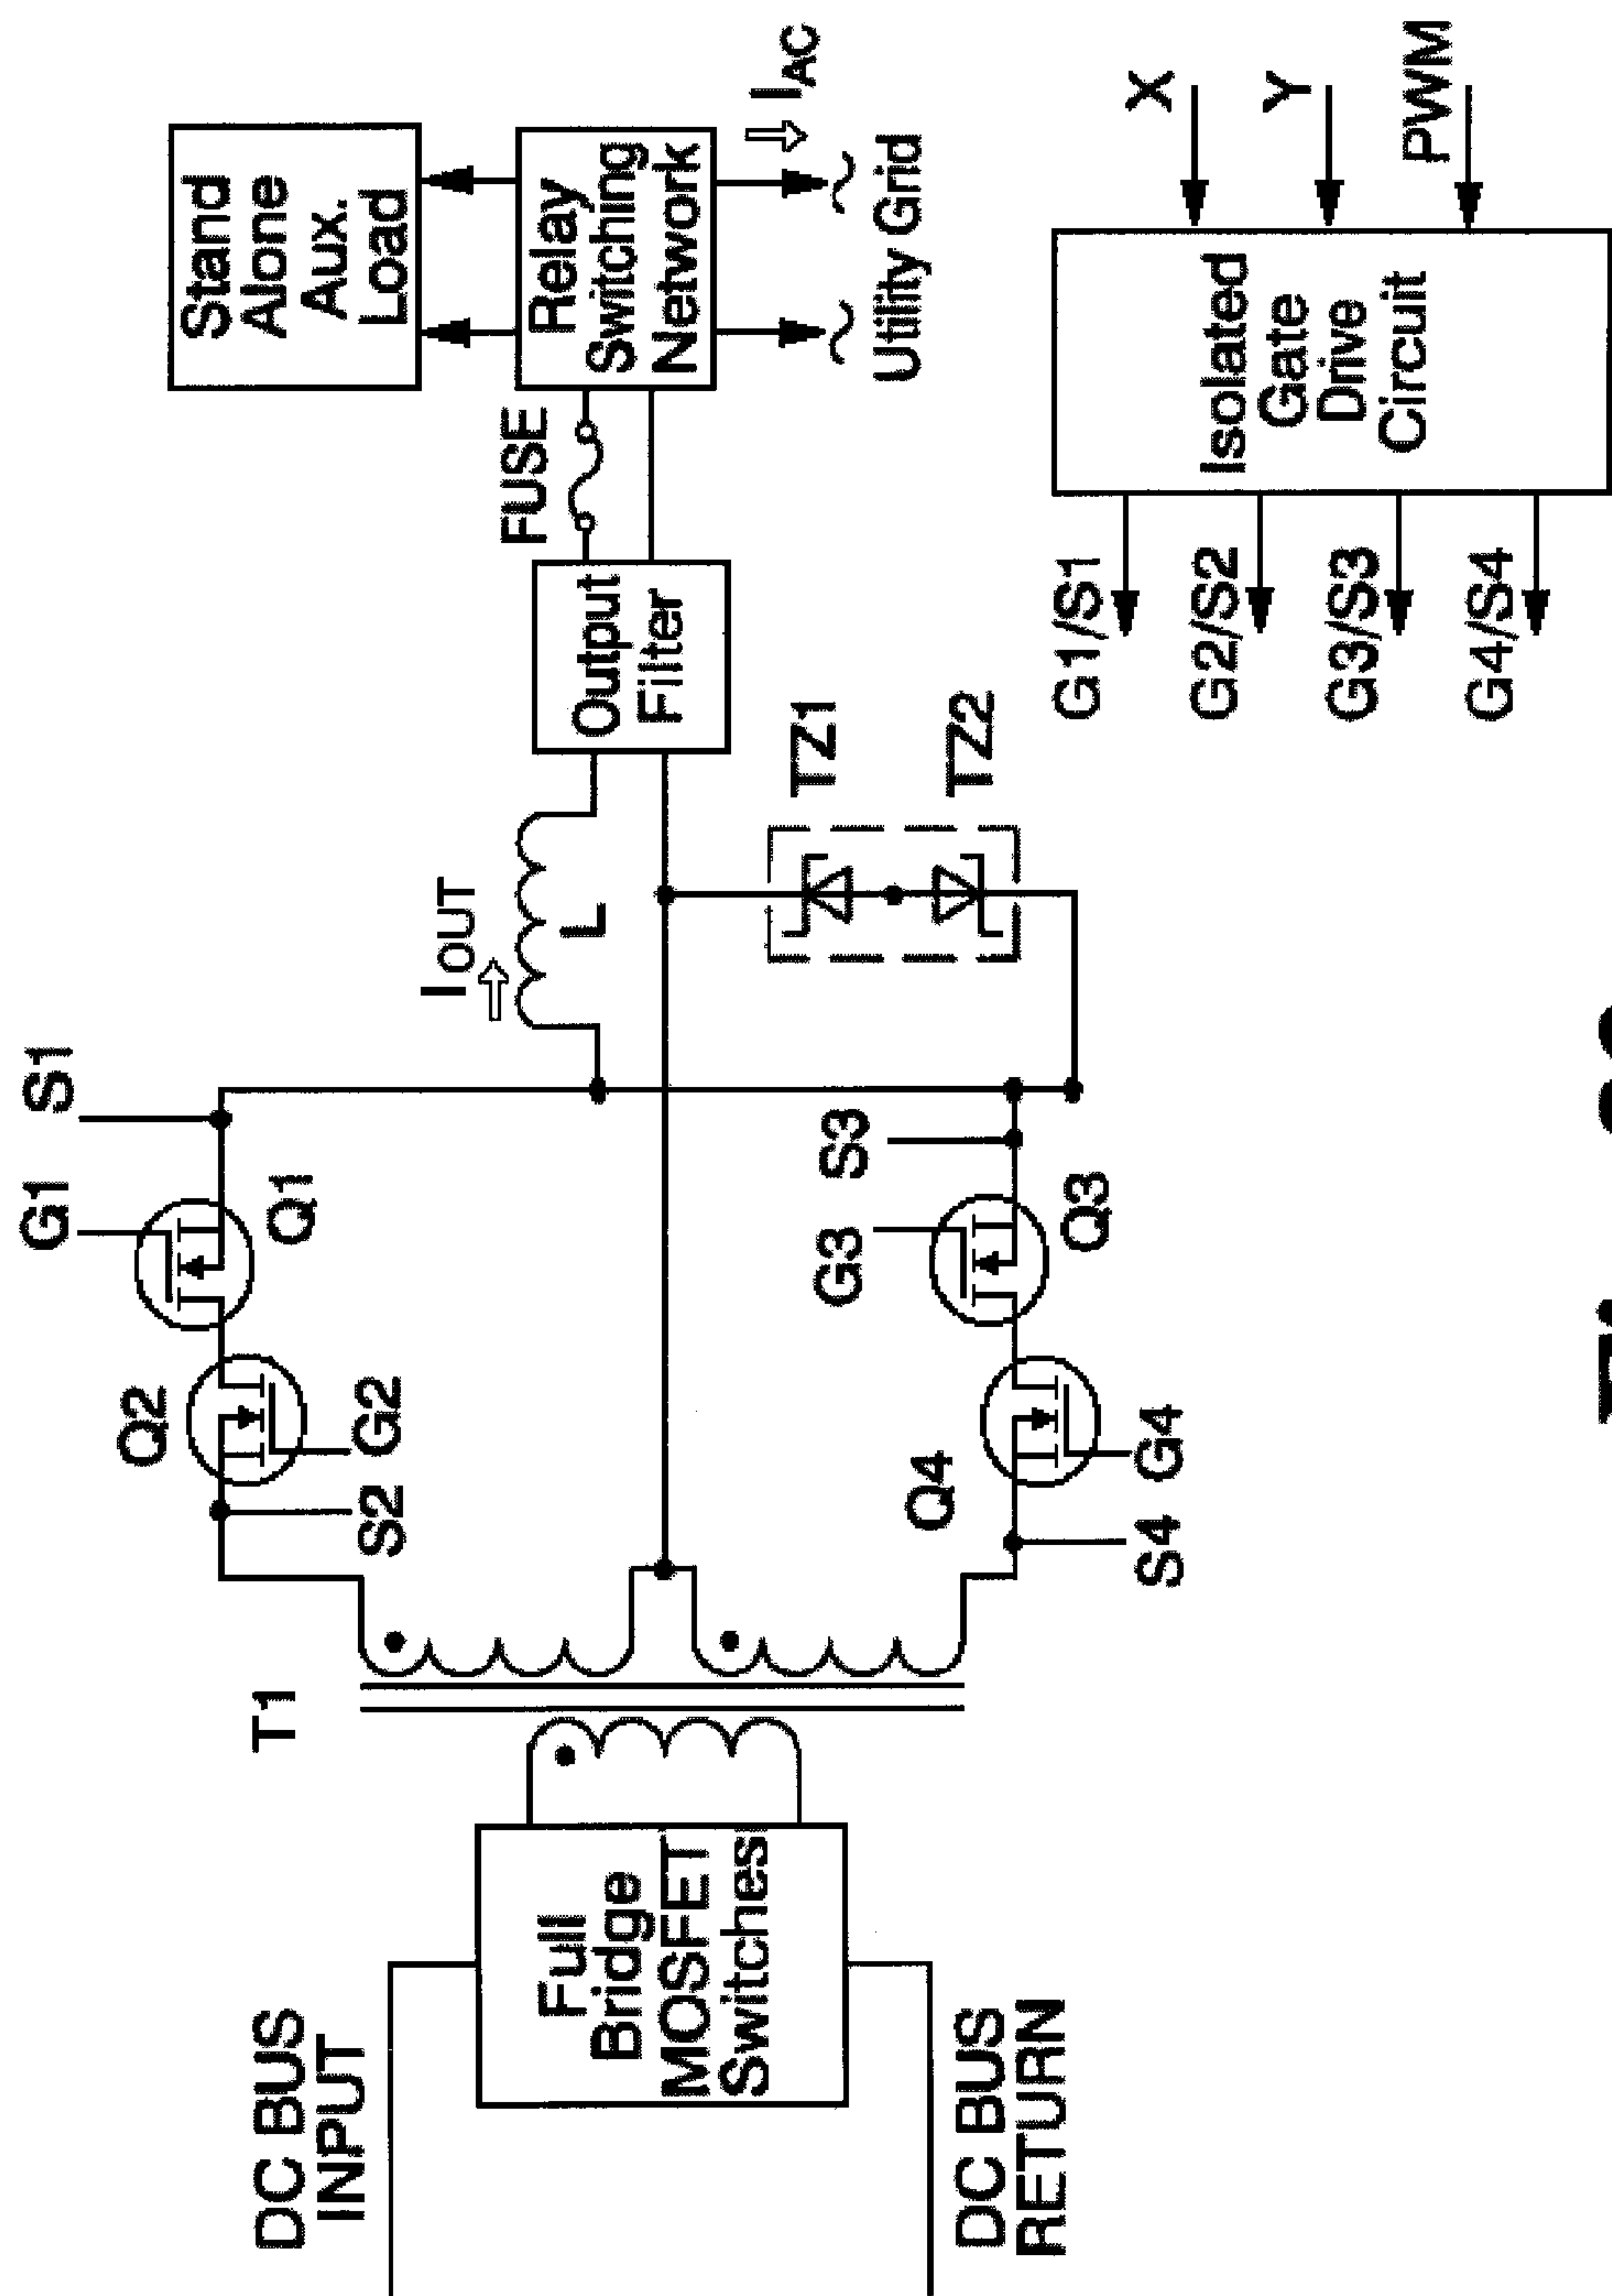 DC BUS
INPUT
DC BUS
RETURN
Full
Bridge
MOSFET
Switches
T1
Q2
S2
G2
G1
S1
Q1
Q4
S4
G4
G3
S3
Q3
IOUT
L
TZ1
TZ2
Output
Filter
FUSE
Relay
Switching
Network
Stand
Alone
Aux.
Load
IAC
Utility Grid
G1/S1
G2/S2
G3/S3
G4/S4
Isolated
Gate
Drive
Circuit
X
Y
PWM